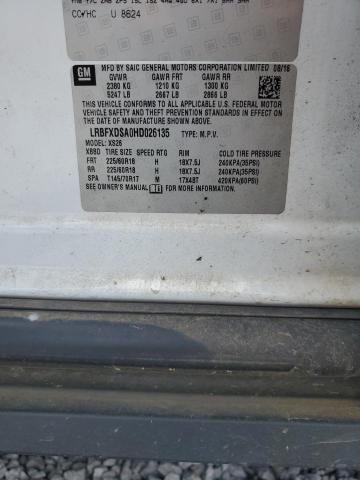 CC/HC U 8624
GM
MFD BY SAIC GENERAL MOTORS CORPORATION LIMITED 08/16
GVWR GAWR FRT GAWR RR
2380 KG 1210 KG 1300 KG
5247 LB 2667 LB 2866 LB
THIS VEHICLE CONFORMS TO ALL APPLICABLE U.S. FEDERAL MOTOR VEHICLE SAFETY, BUMPER, AND THEFT PREVENTION STANDARDS IN EFFECT ON THE DATE OF MANUFACTURE SHOWN ABOVE.
LRBFXDSA0HD026135 TYPE: M.P.V.
MODEL: XS26
X88D TIRE SIZE SPEED RTG RIM COLD TIRE PRESSURE
FRT 225/60R18 H 18X7.5J 240KPA(35PSI)
RR 225/60R18 H 18X7.5J 240KPA(35PSI)
SPA T145/70R17 M 17X4BT 420KPA(60PSI)
SEE OWNER'S MANUAL FOR ADDITIONAL INFORMATION.